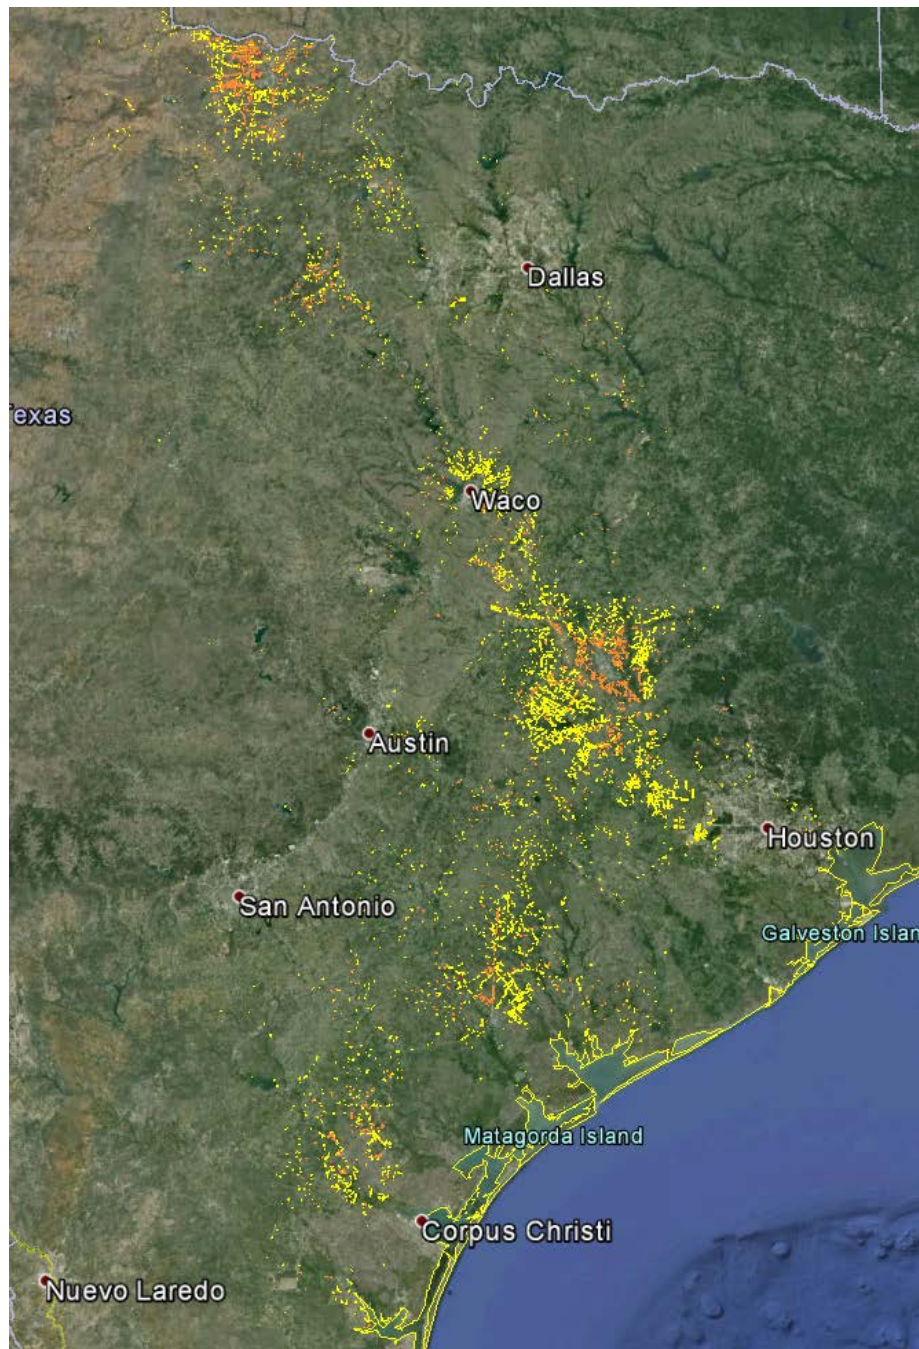 Dallas
exas
Waco
Austin
Houston
San Antonio
Galveston Islan
Matagorda Island
Corpus Christi
Nuevo Laredo